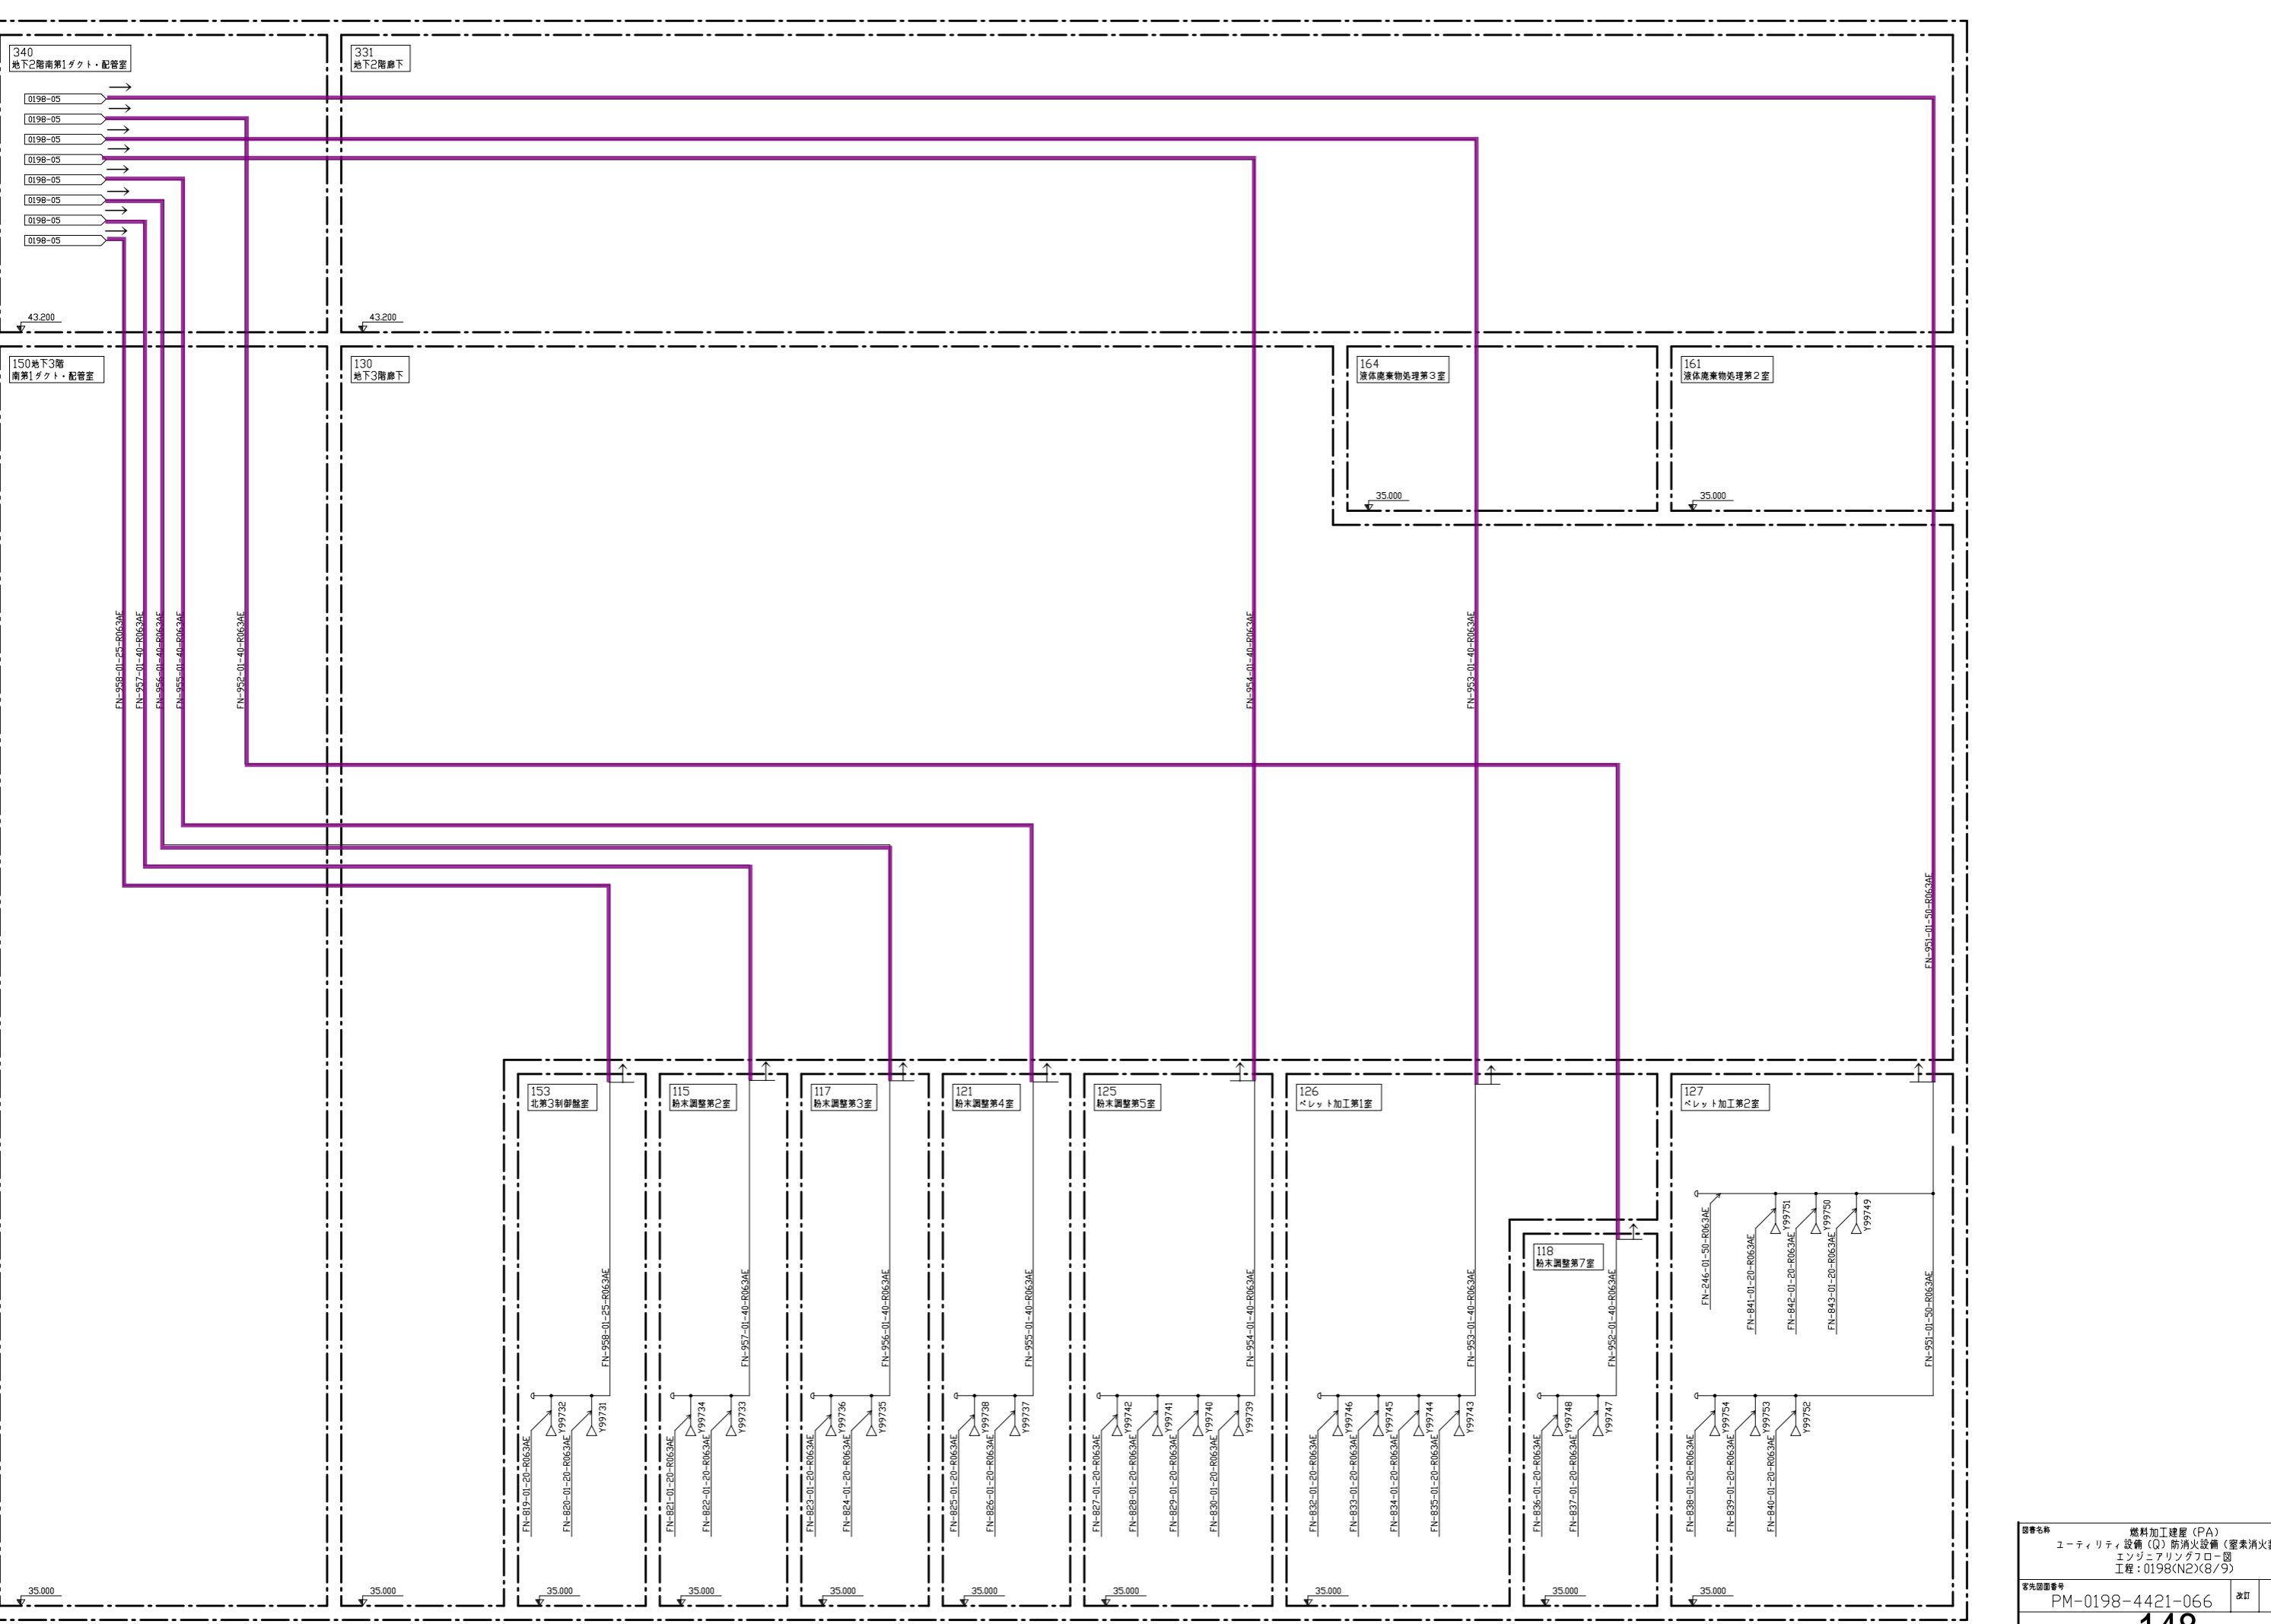 340
地下2階南第1ダクト・配管室
331
地下2階廊下
0198-05
0198-05
0198-05
0198-05
0198-05
0198-05
0198-05
0198-05
43.200
43.200
150地下3階
南第1ダクト・配管室
130
地下3階廊下
164
液体廃棄物処理第3室
161
液体廃棄物処理第2室
35.000
35.000
FN-958-01-25-R063AE
FN-957-01-40-R063AE
FN-956-01-40-R063AE
FN-955-01-40-R063AE
FN-952-01-40-R063AE
FN-954-01-40-R063AE
FN-953-01-40-R063AE
FN-951-01-50-R063AE
153
北第3制御盤室
115
粉末調整第2室
117
粉末調整第3室
121
粉末調整第4室
125
粉末調整第5室
126
ペレット加工第1室
127
ペレット加工第2室
118
粉末調整第7室
FN-246-01-50-R063AE
FN-841-01-20-R063AE
Y99751
FN-842-01-20-R063AE
Y99750
FN-843-01-20-R063AE
Y99749
FN-958-01-25-R063AE
FN-957-01-40-R063AE
FN-956-01-40-R063AE
FN-955-01-40-R063AE
FN-954-01-40-R063AE
FN-953-01-40-R063AE
FN-952-01-40-R063AE
FN-951-01-50-R063AE
FN-819-01-20-R063AE
Y99732
FN-820-01-20-R063AE
Y99731
FN-821-01-20-R063AE
Y99734
FN-822-01-20-R063AE
Y99733
FN-823-01-20-R063AE
Y99736
FN-824-01-20-R063AE
Y99735
FN-825-01-20-R063AE
Y99738
FN-826-01-20-R063AE
Y99737
FN-827-01-20-R063AE
Y99742
FN-828-01-20-R063AE
Y99741
FN-829-01-20-R063AE
Y99740
FN-830-01-20-R063AE
Y99739
FN-832-01-20-R063AE
Y99746
FN-833-01-20-R063AE
Y99745
FN-834-01-20-R063AE
Y99744
FN-835-01-20-R063AE
Y99743
FN-836-01-20-R063AE
Y99748
FN-837-01-20-R063AE
Y99747
FN-838-01-20-R063AE
Y99754
FN-839-01-20-R063AE
Y99753
FN-840-01-20-R063AE
Y99752
35.000
35.000
35.000
35.000
35.000
35.000
35.000
35.000
35.000
35.000
図書名称
燃料加工建屋（PA）
ユーティリティ設備（Q）防消火設備（窒素消火
エンジニアリングフロー図
工程：0198(N2)(8/9)
客先図面番号
PM-0198-4421-066
改訂
148